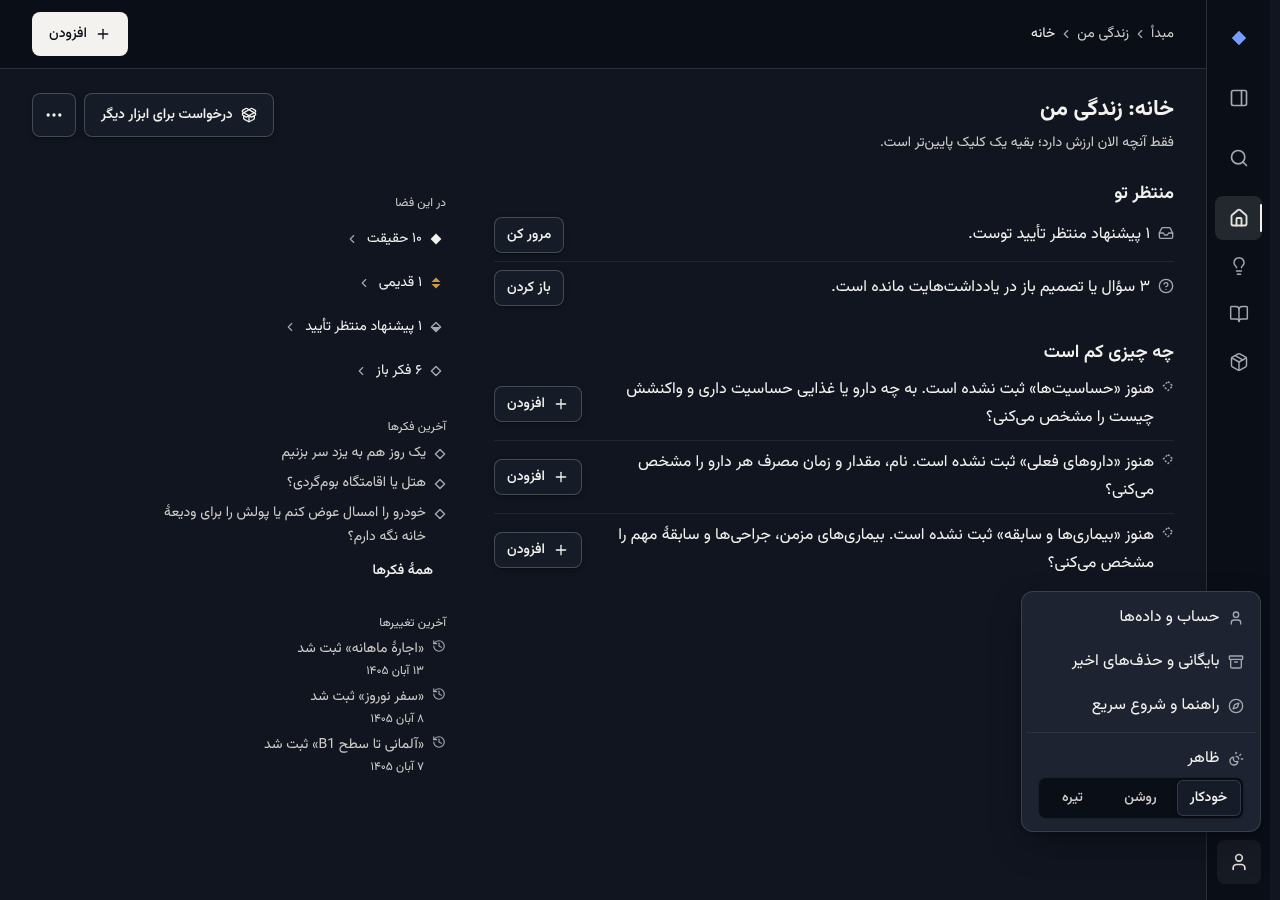 مبدأ
زندگی من
خانه
افزودن
خانه: زندگی من
فقط آنچه الان ارزش دارد؛ بقیه یک کلیک پایین‌تر است.
درخواست برای ابزار دیگر
منتظر تو
۱ پیشنهاد منتظر تأیید توست.
مرور کن
۳ سؤال یا تصمیم باز در یادداشت‌هایت مانده است.
باز کردن
چه چیزی کم است
هنوز «حساسیت‌ها» ثبت نشده است. به چه دارو یا غذایی حساسیت داری و واکنشش
چیست را مشخص می‌کنی؟
افزودن
هنوز «داروهای فعلی» ثبت نشده است. نام، مقدار و زمان مصرف هر دارو را مشخص
می‌کنی؟
افزودن
هنوز «بیماری‌ها و سابقه» ثبت نشده است. بیماری‌های مزمن، جراحی‌ها و سابقهٔ مهم را
مشخص می‌کنی؟
افزودن
در این فضا
۱۰ حقیقت
۱ قدیمی
۱ پیشنهاد منتظر تأیید
۶ فکر باز
آخرین فکرها
یک روز هم به یزد سر بزنیم
هتل یا اقامتگاه بوم‌گردی؟
خودرو را امسال عوض کنم یا پولش را برای ودیعهٔ
خانه نگه دارم؟
همهٔ فکرها
آخرین تغییرها
«اجارهٔ ماهانه» ثبت شد
۱۳ آبان ۱۴۰۵
«سفر نوروز» ثبت شد
۸ آبان ۱۴۰۵
«آلمانی تا سطح B1» ثبت شد
۷ آبان ۱۴۰۵
حساب و داده‌ها
بایگانی و حذف‌های اخیر
راهنما و شروع سریع
ظاهر
خودکار
روشن
تیره